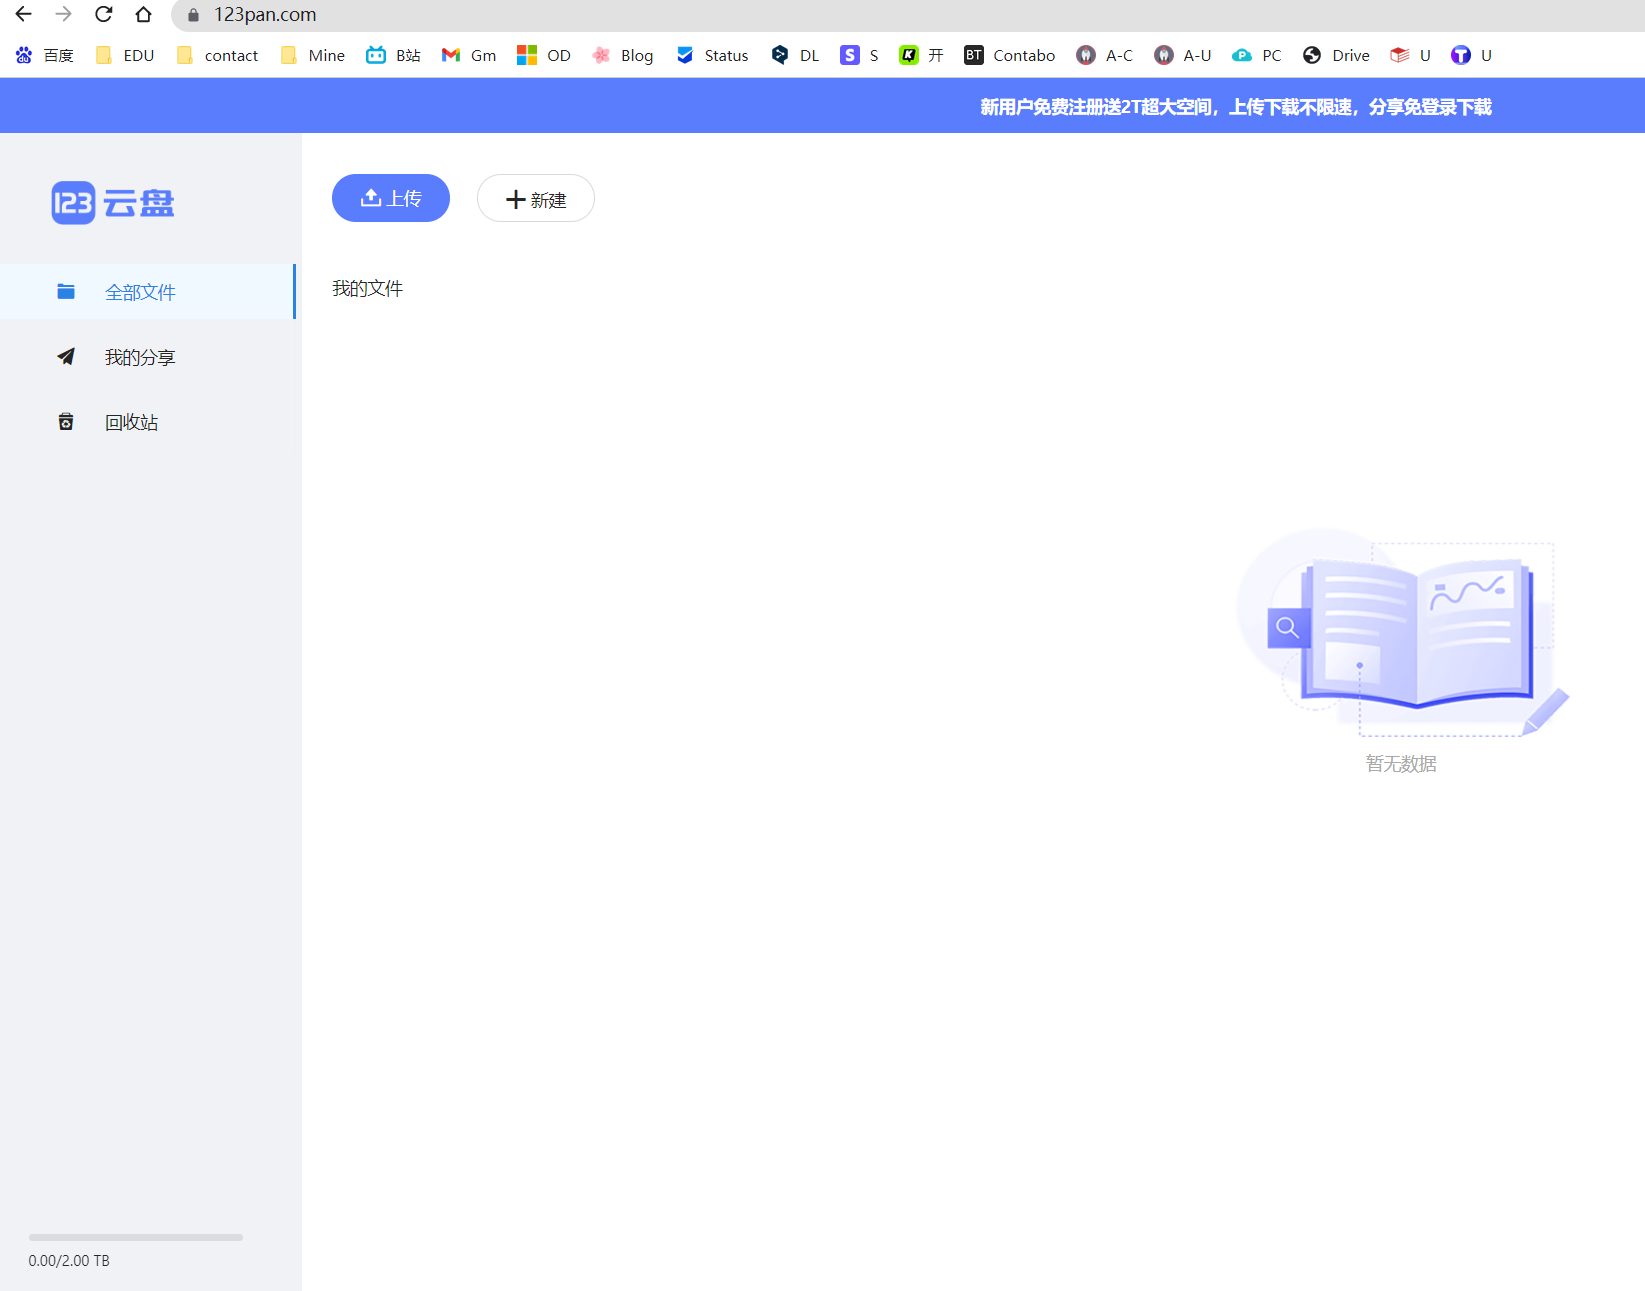 123pan.com
百度 EDU contact Mine B站 Gm OD Blog Status DL S S 开 BT Contabo A-C A-U PC Drive U U
新用户免费注册送2T超大空间，上传下载不限速，分享免登录下载
123云盘
上传 新建
全部文件
我的文件
我的分享
回收站
暂无数据
0.00/2.00 TB